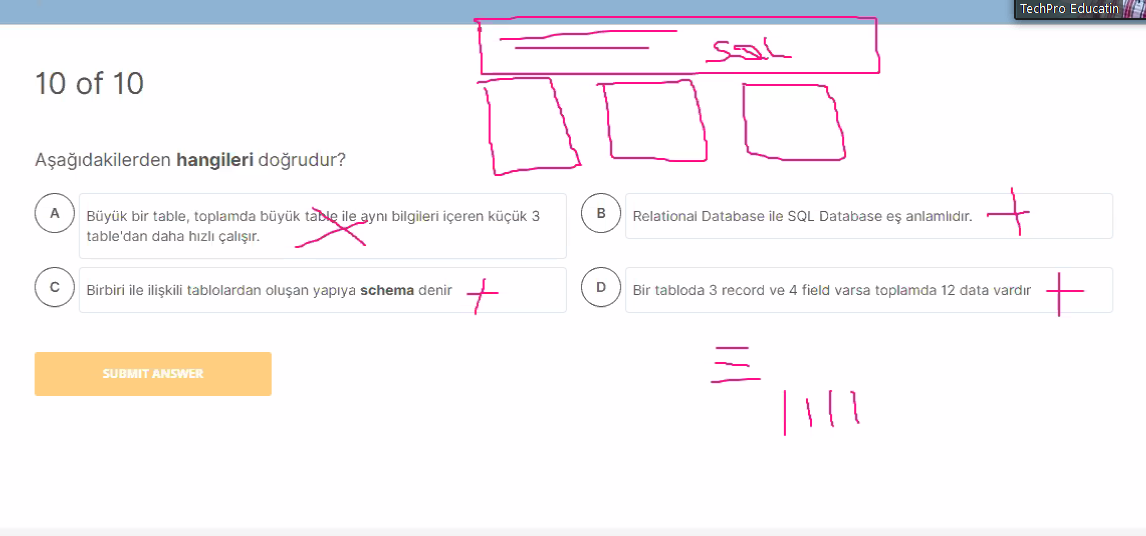 TechPro Educatin
SQL
10 of 10
Aşağıdakilerden hangileri doğrudur?
A
Büyük bir table, toplamda büyük table ile aynı bilgileri içeren küçük 3
table'dan daha hızlı çalışır.
B
Relational Database ile SQL Database eş anlamlıdır.
C
Birbiri ile ilişkili tablolardan oluşan yapıya schema denir
D
Bir tabloda 3 record ve 4 field varsa toplamda 12 data vardır
SUBMIT ANSWER